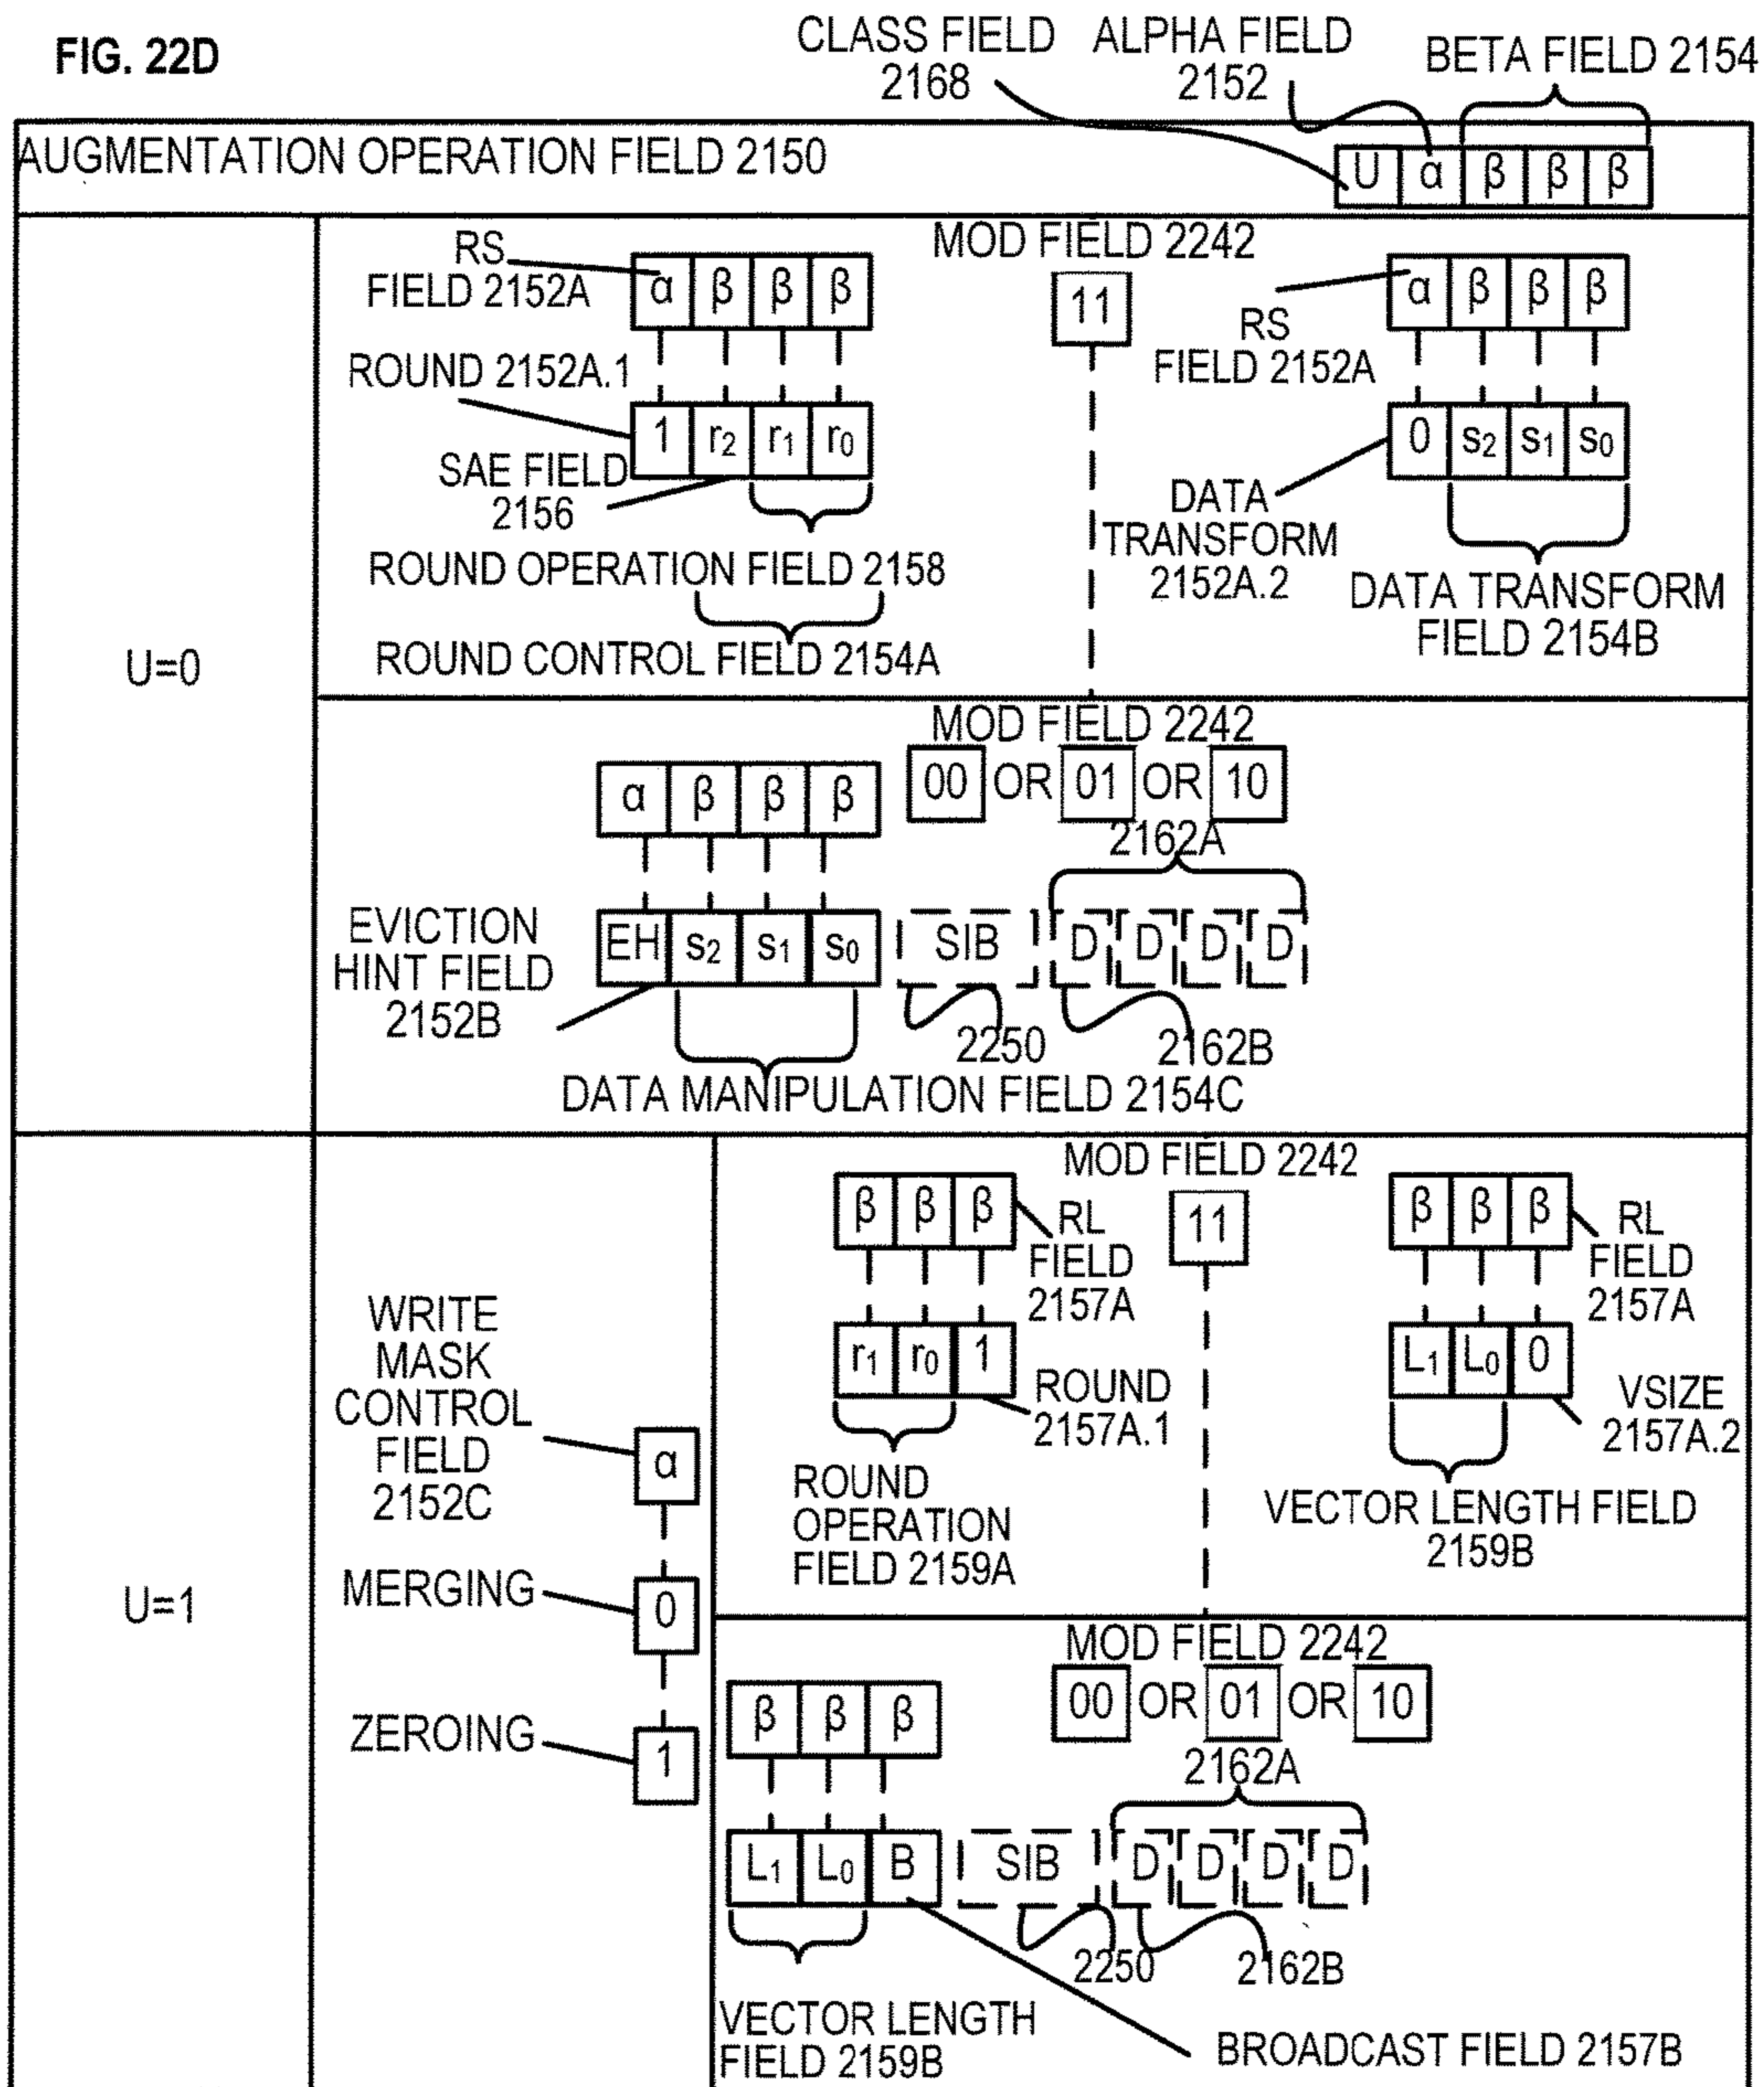 FIG. 22D
CLASS FIELD
2168
ALPHA FIELD
2152
BETA FIELD 2154
AUGMENTATION OPERATION FIELD 2150
U α β β β
U=0
MOD FIELD 2242
11
RS
FIELD 2152A
α β β β
ROUND 2152A.1
1 r2 r1 r0
SAE FIELD
2156
ROUND OPERATION FIELD 2158
ROUND CONTROL FIELD 2154A
α β β β
RS
FIELD 2152A
0 s2 s1 s0
DATA
TRANSFORM
2152A.2
DATA TRANSFORM
FIELD 2154B
MOD FIELD 2242
00 OR 01 OR 10
α β β β
2162A
EVICTION
HINT FIELD
2152B
EH s2 s1 s0 SIB D D D D
2250
2162B
DATA MANIPULATION FIELD 2154C
U=1
WRITE
MASK
CONTROL
FIELD
2152C
α
MERGING 0
ZEROING 1
MOD FIELD 2242
11
β β β
RL
FIELD
2157A
r1 r0 1
ROUND
2157A.1
ROUND
OPERATION
FIELD 2159A
β β β
RL
FIELD
2157A
L1 L0 0
VSIZE
2157A.2
VECTOR LENGTH FIELD
2159B
MOD FIELD 2242
00 OR 01 OR 10
β β β
2162A
L1 L0 B SIB D D D D
2250
2162B
VECTOR LENGTH
FIELD 2159B
BROADCAST FIELD 2157B